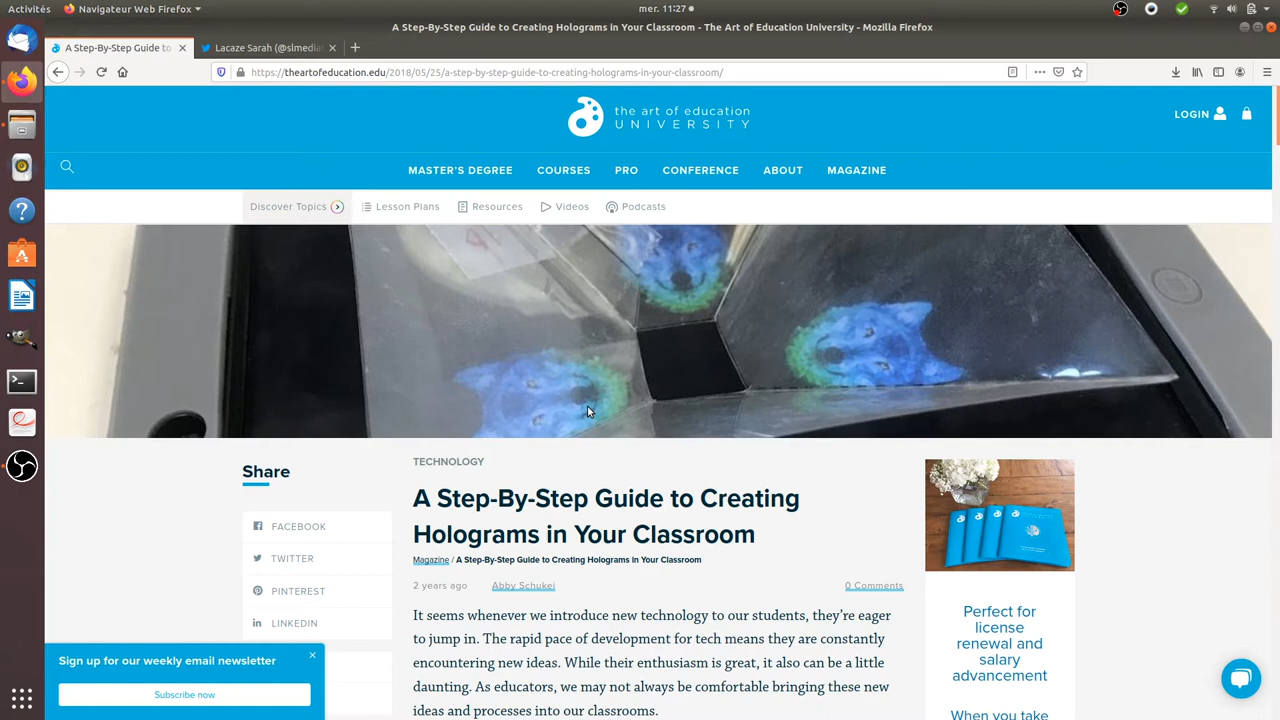 Activités
Navigateur Web Firefox
mer. 11:27
A Step-By-Step Guide to Creating Holograms in Your Classroom - The Art of Education University - Mozilla Firefox
A Step-By-Step Guide to
Lacaze Sarah (@slmediat
https://theartofeducation.edu/2018/05/25/a-step-by-step-guide-to-creating-holograms-in-your-classroom/
the art of education
UNIVERSITY
LOGIN
MASTER'S DEGREE
COURSES
PRO
CONFERENCE
ABOUT
MAGAZINE
Discover Topics
Lesson Plans
Resources
Videos
Podcasts
Share
FACEBOOK
TWITTER
PINTEREST
LINKEDIN
TECHNOLOGY
A Step-By-Step Guide to Creating
Holograms in Your Classroom
Magazine / A Step-By-Step Guide to Creating Holograms in Your Classroom
2 years ago
Abby Schukei
0 Comments
It seems whenever we introduce new technology to our students, they're eager
to jump in. The rapid pace of development for tech means they are constantly
encountering new ideas. While their enthusiasm is great, it also can be a little
daunting. As educators, we may not always be comfortable bringing these new
ideas and processes into our classrooms.
Perfect for
license
renewal and
salary
advancement
When you take
Sign up for our weekly email newsletter
Subscribe now